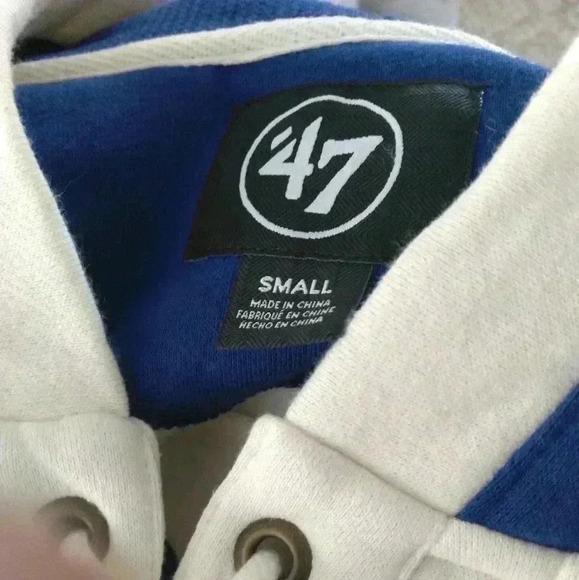 '47
SMALL
MADE IN CHINA
FABRIQUÉ EN CHINE
HECHO EN CHINA